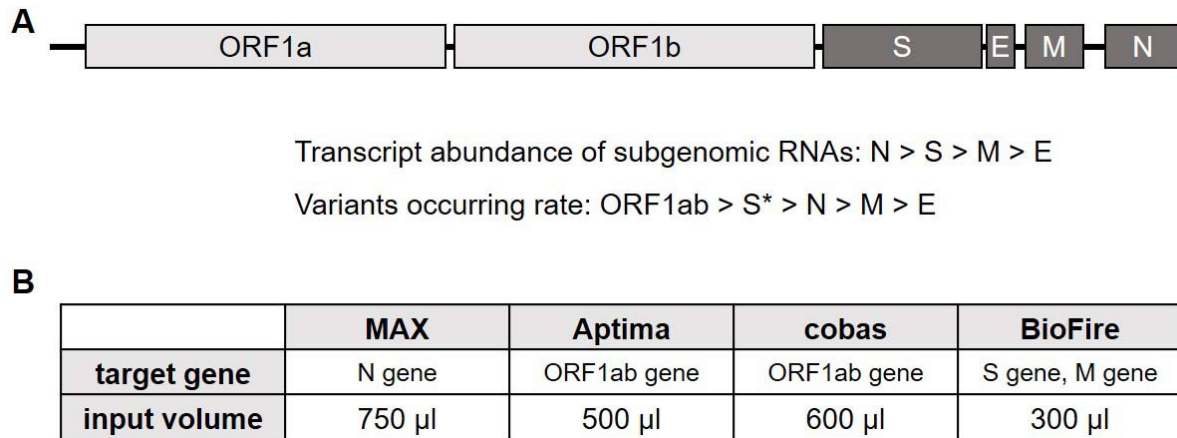 A
ORF1a ORF1b S E M N
Transcript abundance of subgenomic RNAs: N > S > M > E
Variants occurring rate: ORF1ab > S* > N > M > E
B
MAX Aptima cobas BioFire
target gene N gene ORF1ab gene ORF1ab gene S gene, M gene
input volume 750 µl 500 µl 600 µl 300 µl